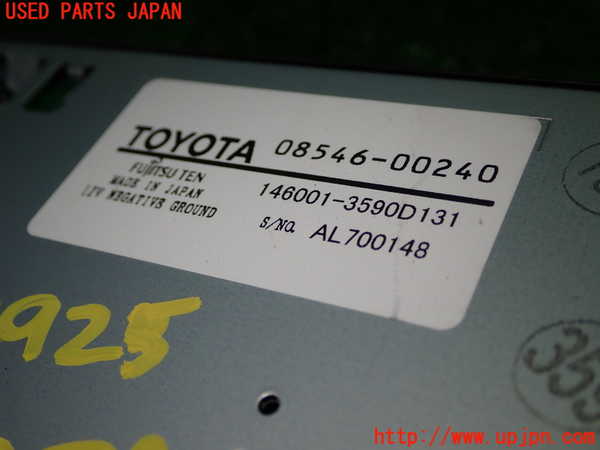 USED PARTS JAPAN
TOYOTA 08546-00240
FUJITSU TEN
MADE IN JAPAN
12V NEGATIVE GROUND
146001-3590D131
S/NO. AL700148
925
359
http://www.upjpn.com/